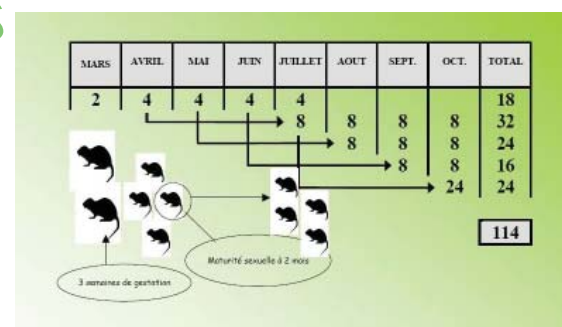 MARS AVRIL MAI JUIN JUILLET AOUT SEPT. OCT. TOTAL
2 4 4 4 4 18
8 8 8 8 32
8 8 8 24
8 8 16
24 24
114
Maturité sexuelle à 2 mois
3 semaines de gestation